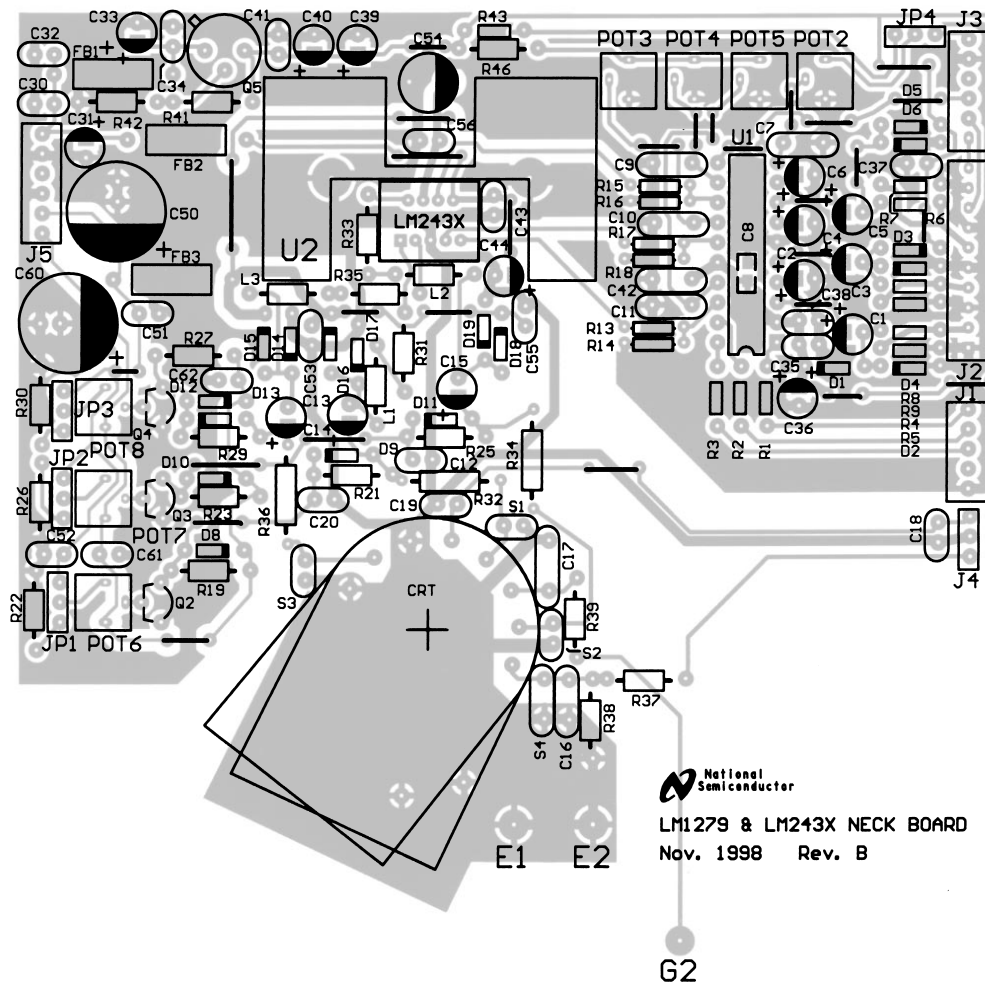 C33
C41
C40
C39
R43
JP4
J3
C32
FB1
C54
POT3
POT4
POT5
POT2
C34
Q5
R46
C30
D5
C31
R42
R41
D6
C56
U1
C7
FB2
C9
C6
C37
R15
R16
C50
R33
LM243X
C43
C10
R17
C8
C4
C5
R7
R6
J5
U2
C44
D3
FB3
C2
C60
L3
R35
L2
R18
C42
C38
C3
C51
D17
C11
C1
D15
D14
D19
D18
C55
R13
R14
R27
R31
C62
C53
D16
C15
C35
D1
J2
D12
D4
R30
JP3
D13
C13
L1
R8
J1
D11
R9
Q4
C14
C36
R4
POT8
R29
R25
R3
R2
R1
R5
JP2
D10
D9
C12
R34
D2
R21
R26
Q3
R23
R36
C20
C19
R32
S1
POT7
C52
C61
D8
C17
C18
R19
S3
J4
R22
Q2
CRT
R39
JP1
POT6
S2
R37
S4
C16
R38
National
Semiconductor
LM1279 & LM243X NECK BOARD
Nov. 1998 Rev. B
E1
E2
G2